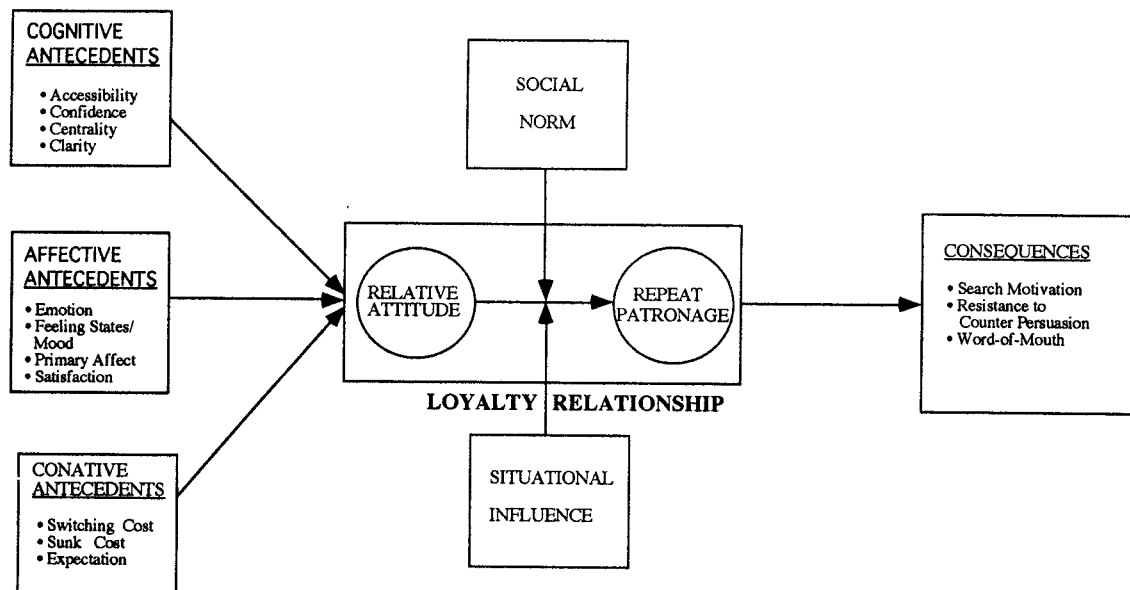 COGNITIVE
ANTECEDENTS
• Accessibility
• Confidence
• Centrality
• Clarity
AFFECTIVE
ANTECEDENTS
• Emotion
• Feeling States/
Mood
• Primary Affect
• Satisfaction
CONATIVE
ANTECEDENTS
• Switching Cost
• Sunk Cost
• Expectation
SOCIAL
NORM
RELATIVE
ATTITUDE
REPEAT
PATRONAGE
LOYALTY RELATIONSHIP
SITUATIONAL
INFLUENCE
CONSEQUENCES
• Search Motivation
• Resistance to
Counter Persuasion
• Word-of-Mouth